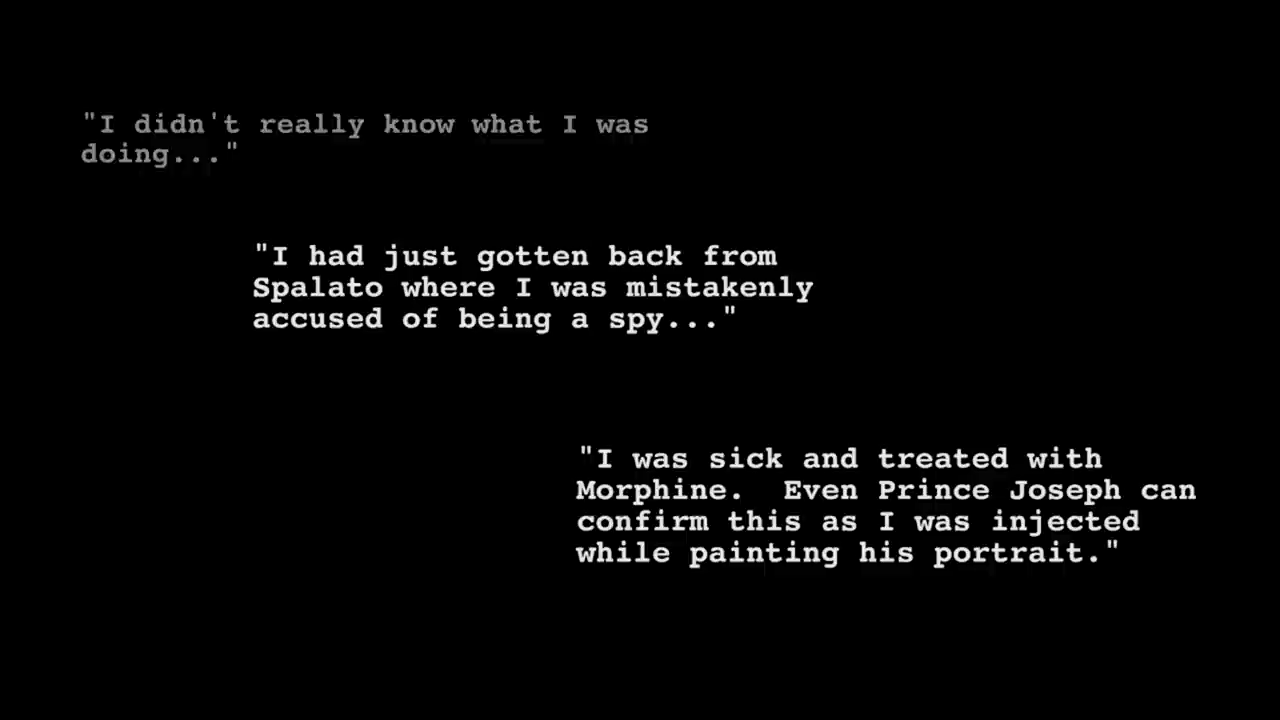 "I didn't really know what I was
doing..."
"I had just gotten back from
Spalato where I was mistakenly
accused of being a spy..."
"I was sick and treated with
Morphine.  Even Prince Joseph can
confirm this as I was injected
while painting his portrait."